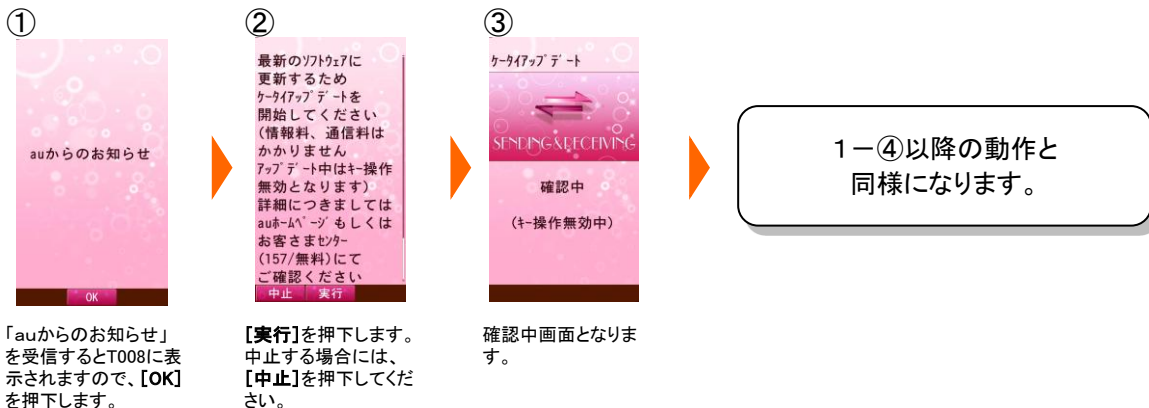 ①
auからのお知らせ
OK
「auからのお知らせ」
を受信するとT008に表
示されますので、[OK]
を押下します。
②
最新のｿﾌﾄｳｪｱに
更新するため
ｹｰﾀｲｱｯﾌﾟﾃﾞｰﾄを
開始してください
(情報料、通信料は
かかりません
ｱｯﾌﾟﾃﾞｰﾄ中はｷｰ操作
無効となります)
詳細につきましては
auﾎｰﾑﾍﾟｰｼﾞもしくは
お客さまｾﾝﾀｰ
(157/無料)にて
ご確認ください
中止 実行
[実行]を押下します。
中止する場合には、
[中止]を押下してくだ
さい。
③
ｹｰﾀｲｱｯﾌﾟﾃﾞｰﾄ
SENDING&RECEIVING
確認中
(ｷｰ操作無効中)
確認中画面となりま
す。
1－④以降の動作と
同様になります。